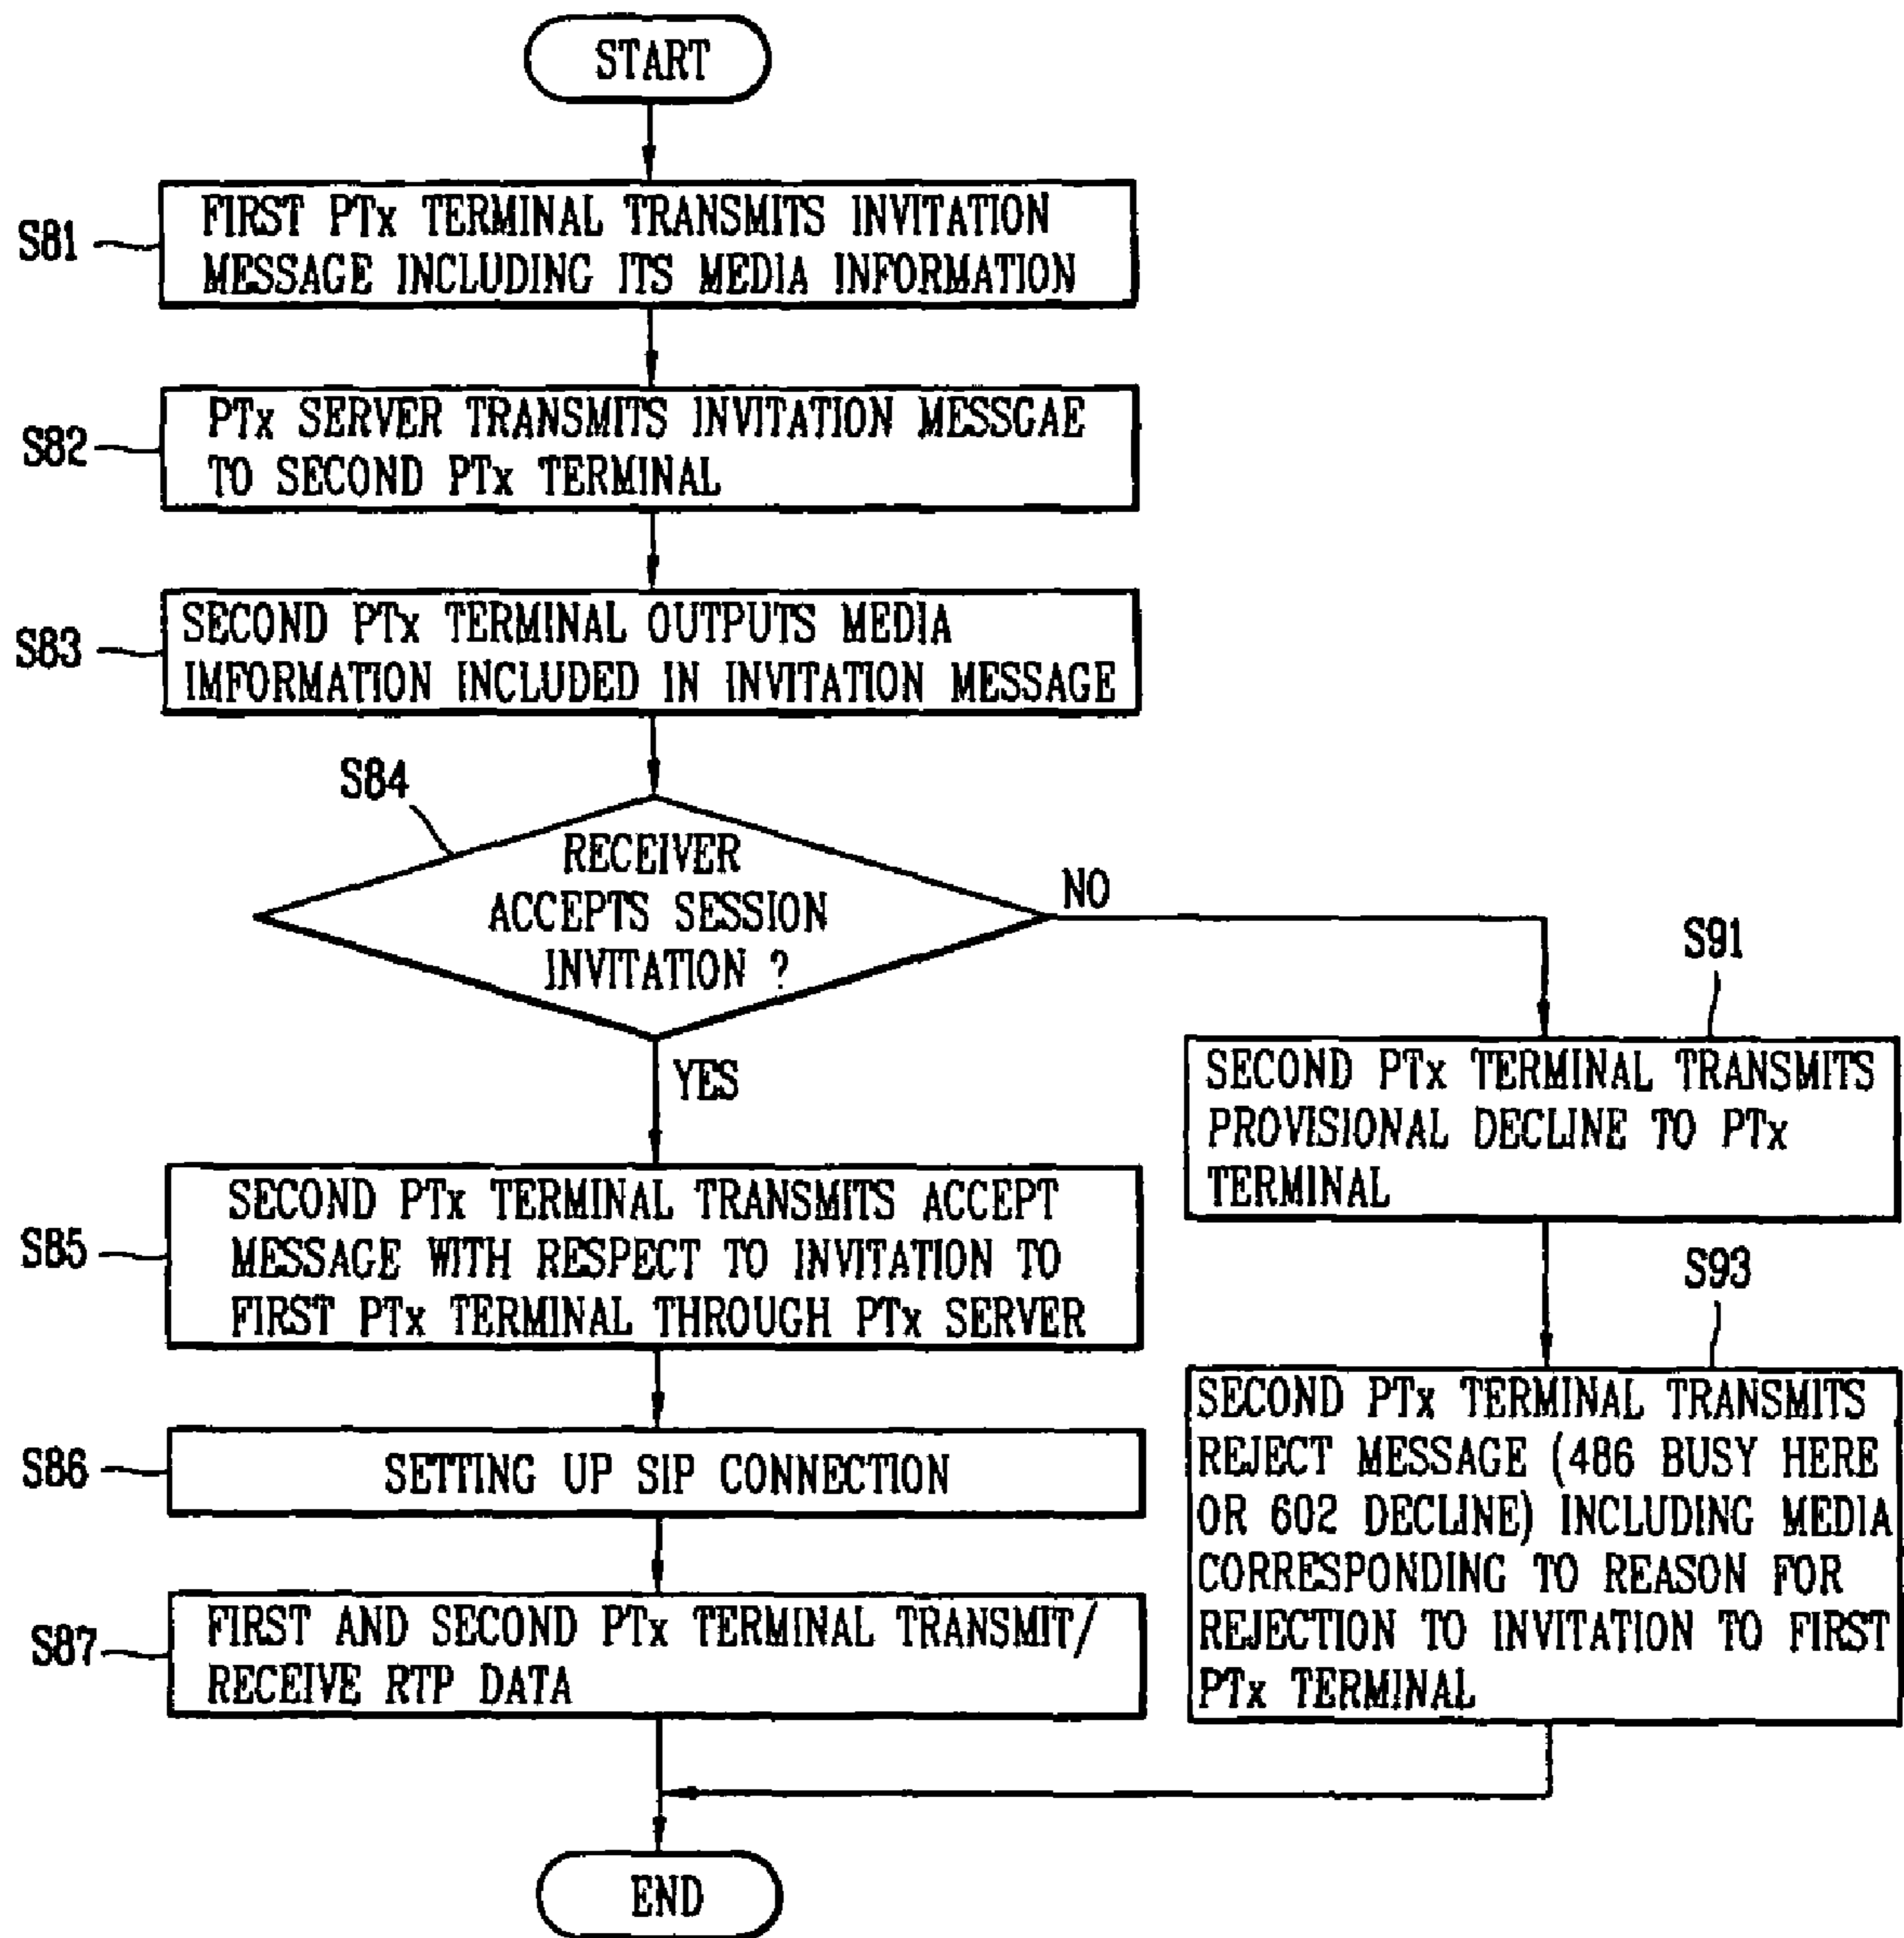 START
S81
FIRST PTx TERMINAL TRANSMITS INVITATION
MESSAGE INCLUDING ITS MEDIA INFORMATION
S82
PTx SERVER TRANSMITS INVITATION MESSGAE
TO SECOND PTx TERMINAL
S83
SECOND PTx TERMINAL OUTPUTS MEDIA
IMFORMATION INCLUDED IN INVITATION MESSAGE
S84
RECEIVER
ACCEPTS SESSION
INVITATION ?
NO
YES
S91
SECOND PTx TERMINAL TRANSMITS
PROVISIONAL DECLINE TO PTx
TERMINAL
S85
SECOND PTx TERMINAL TRANSMITS ACCEPT
MESSAGE WITH RESPECT TO INVITATION TO
FIRST PTx TERMINAL THROUGH PTx SERVER
S93
SECOND PTx TERMINAL TRANSMITS
REJECT MESSAGE (486 BUSY HERE
OR 602 DECLINE) INCLUDING MEDIA
CORRESPONDING TO REASON FOR
REJECTION TO INVITATION TO FIRST
PTx TERMINAL
S86
SETTING UP SIP CONNECTION
S87
FIRST AND SECOND PTx TERMINAL TRANSMIT/
RECEIVE RTP DATA
END